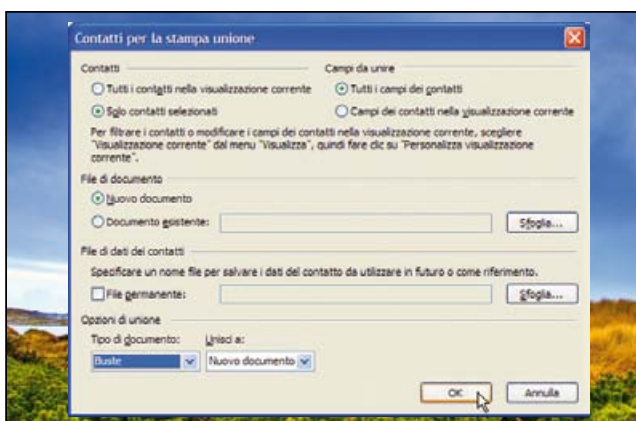 Contatti per la stampa unione
Contatti
Campi da unire
Tutti i contatti nella visualizzazione corrente
Tutti i campi dei contatti
Solo contatti selezionati
Campi dei contatti nella visualizzazione corrente
Per filtrare i contatti o modificare i campi dei contatti nella visualizzazione corrente, scegliere
"Visualizzazione corrente" dal menu "Visualizza", quindi fare clic su "Personalizza visualizzazione
corrente".
File di documento
Nuovo documento
Documento esistente:
Sfoglia...
File di dati dei contatti
Specificare un nome file per salvare i dati del contatto da utilizzare in futuro o come riferimento.
File permanente:
Sfoglia...
Opzioni di unione
Tipo di documento:
Unisci a:
Buste
Nuovo documento
OK
Annulla